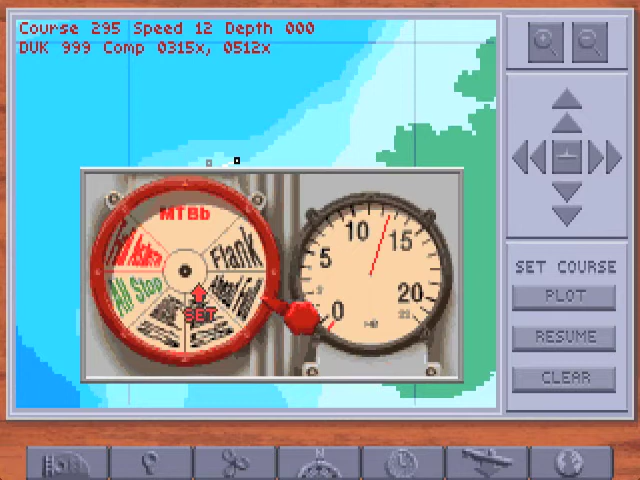 Course 295 Speed 12 Depth 000
DUK 999 Comp 0315x, 0512x
MTBb
Flank
All Stop
SET
0
5
10
15
20
SET COURSE
PLOT
RESUME
CLEAR
N